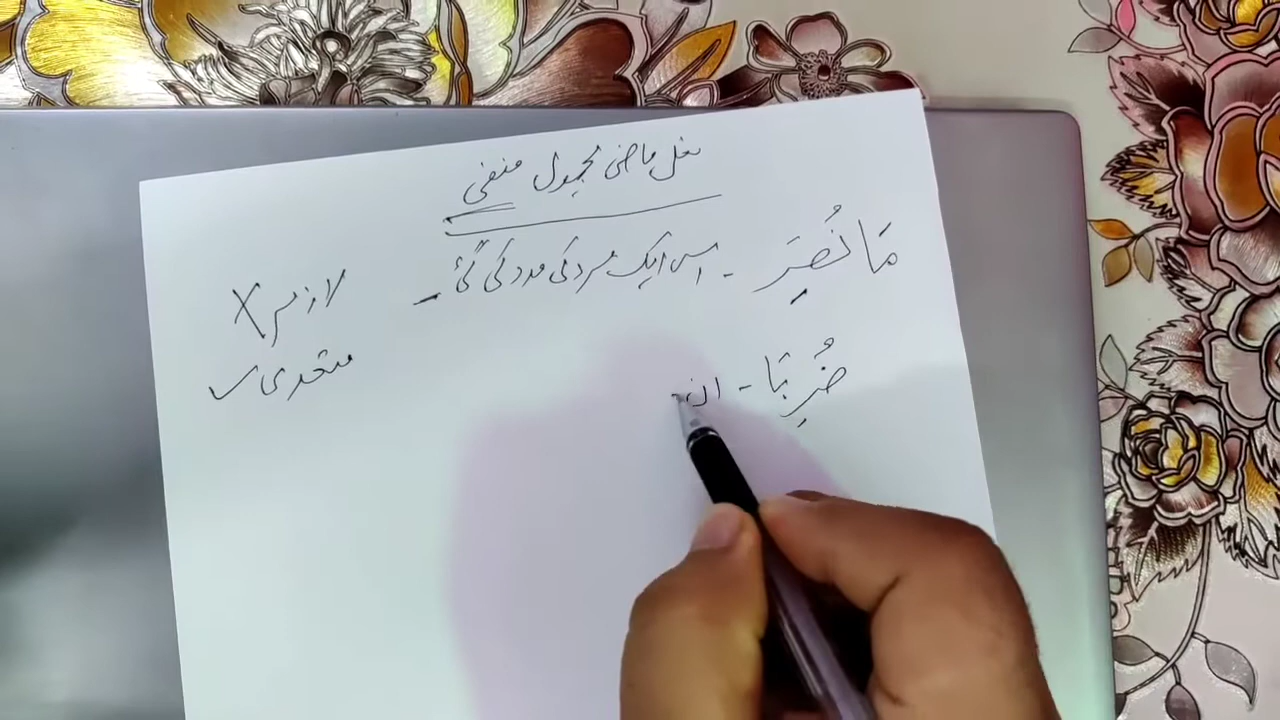 فعل ماضی مجہول منفی
مَا نُصِرَ - اس ایک مرد کی مدد کی گئی -
ضُرِبَا - ان
لازم X
متعدی ✓